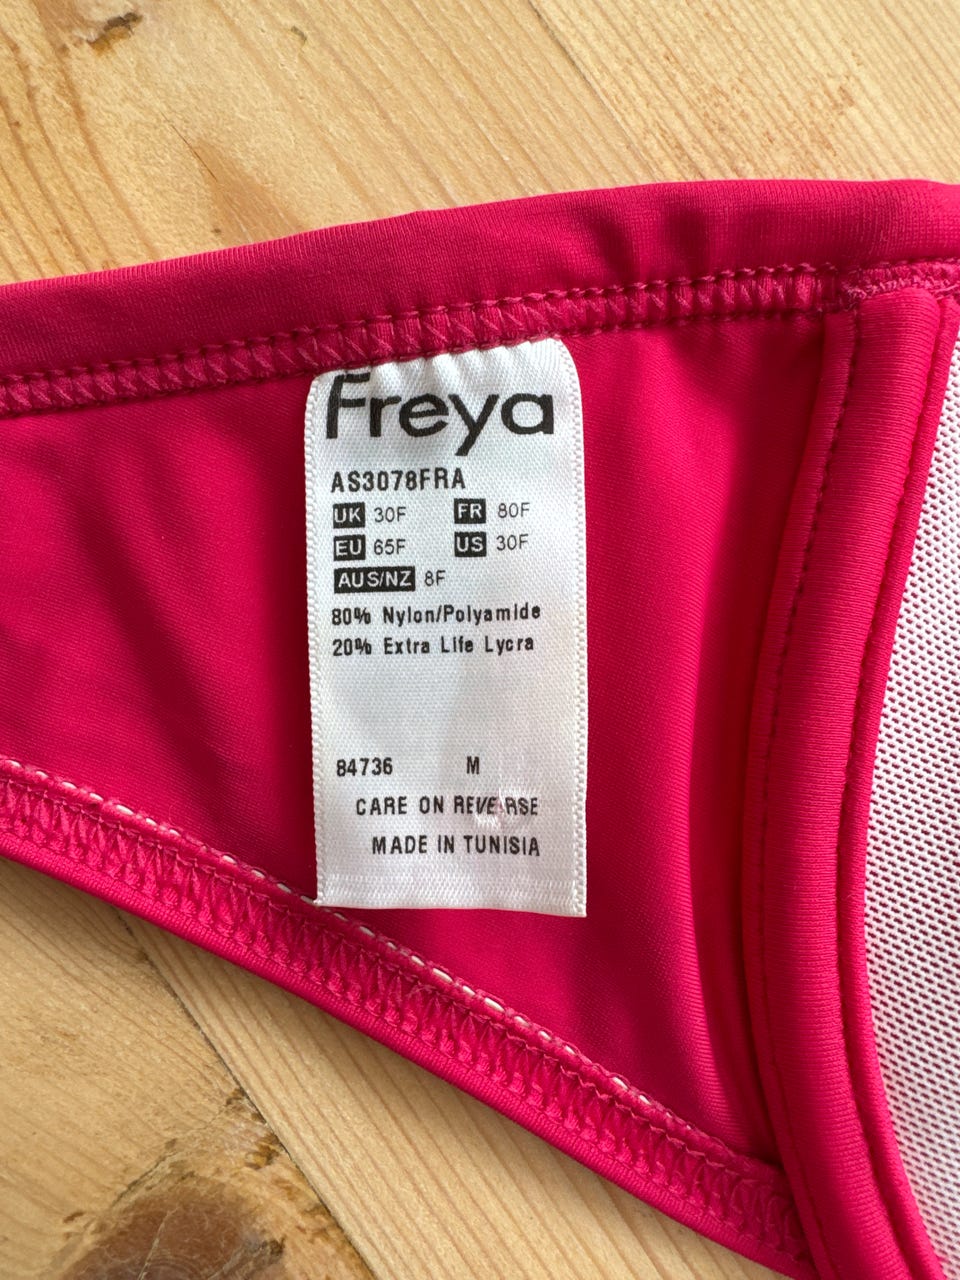 Freya
AS3078FRA
UK 30F FR 80F
EU 65F US 30F
AUS/NZ 8F
80% Nylon/Polyamide
20% Extra Life Lycra
84736 M
CARE ON REVERSE
MADE IN TUNISIA